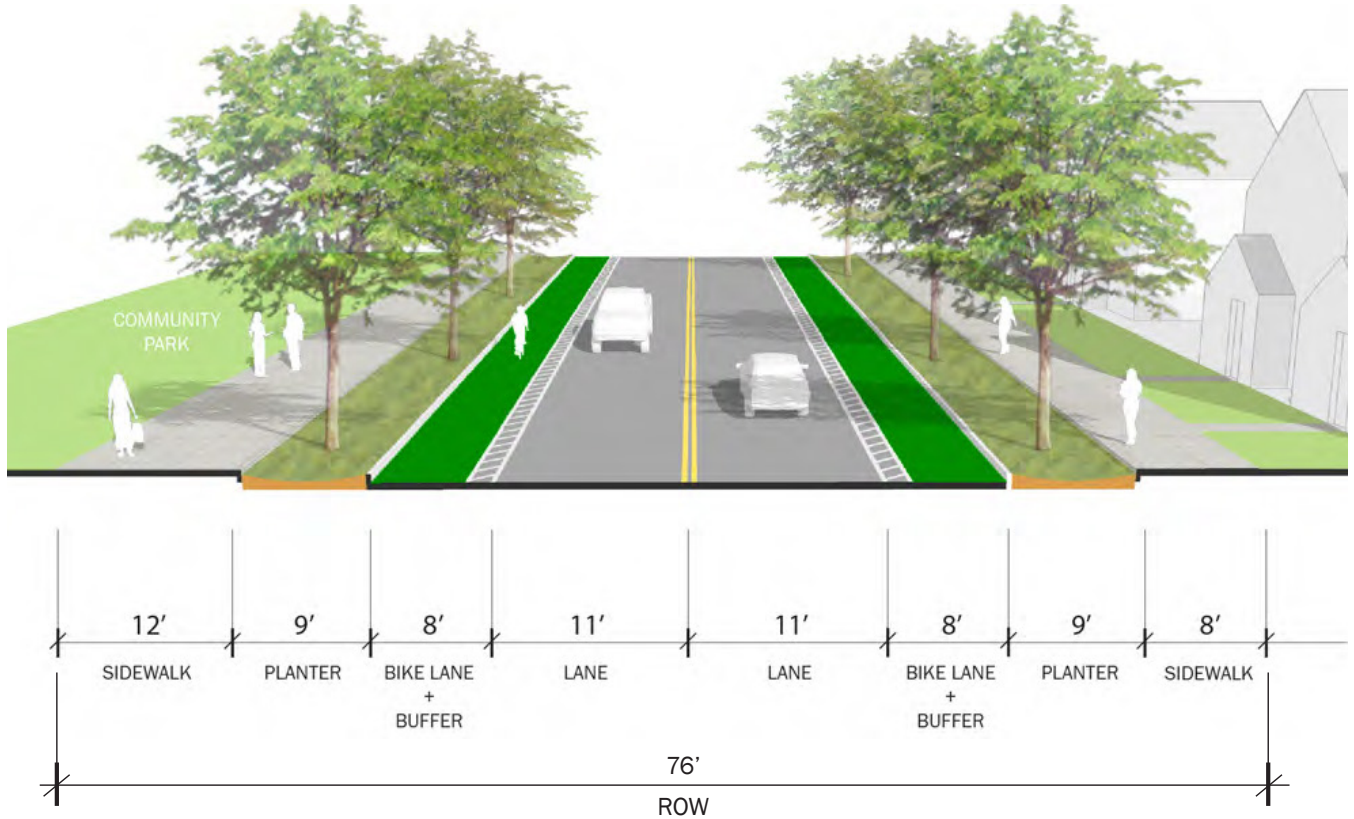 COMMUNITY
PARK
12' 9' 8' 11' 11' 8' 9' 8'
SIDEWALK PLANTER BIKE LANE + BUFFER LANE LANE BIKE LANE + BUFFER PLANTER SIDEWALK
76'
ROW